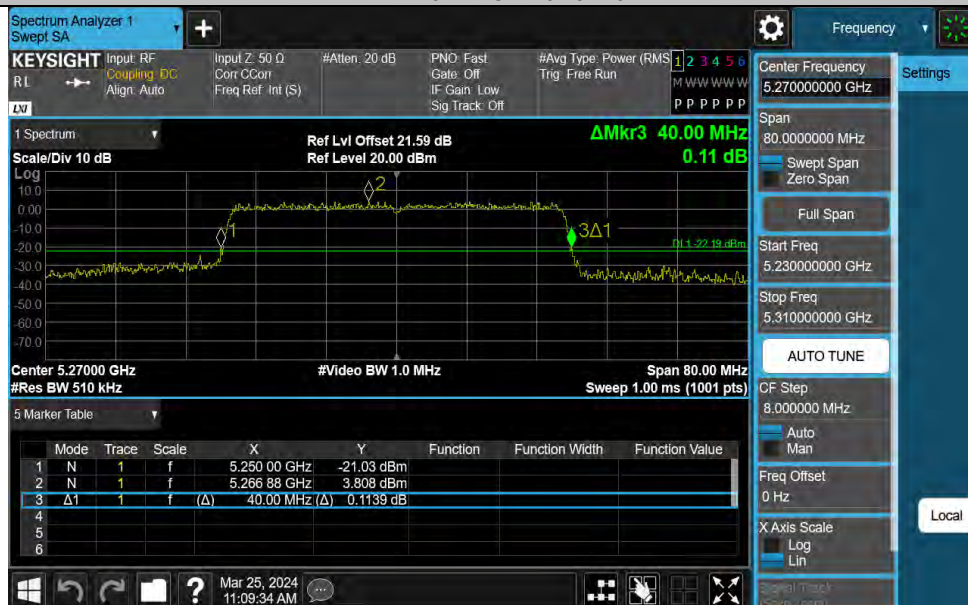 Spectrum Analyzer 1
Swept SA
+
Frequency
KEYSIGHT
RL
LXI
Input: RF
Coupling: DC
Align: Auto
Input Z: 50 Ω
Corr CCorr
Freq Ref: Int (S)
#Atten: 20 dB
PNO: Fast
Gate: Off
IF Gain: Low
Sig Track: Off
#Avg Type: Power (RMS
Trig: Free Run
1 2 3 4 5 6
M W W W W W
P P P P P P
1 Spectrum
Scale/Div 10 dB
Ref Lvl Offset 21.59 dB
Ref Level 20.00 dBm
ΔMkr3 40.00 MHz
0.11 dB
Log
10.0
0.00
-10.0
-20.0
-30.0
-40.0
-50.0
-60.0
-70.0
2
1
3Δ1
DL1 -22.19 dBm
Center 5.27000 GHz
#Video BW 1.0 MHz
Span 80.00 MHz
#Res BW 510 kHz
Sweep 1.00 ms (1001 pts)
5 Marker Table
Mode Trace Scale X Y Function Function Width Function Value
1 N 1 f 5.250 00 GHz -21.03 dBm
2 N 1 f 5.266 88 GHz 3.808 dBm
3 Δ1 1 f (Δ) 40.00 MHz (Δ) 0.1139 dB
4
5
6
?
Mar 25, 2024
11:09:34 AM
Center Frequency
5.270000000 GHz
Settings
Span
80.0000000 MHz
Swept Span
Zero Span
Full Span
Start Freq
5.230000000 GHz
Stop Freq
5.310000000 GHz
AUTO TUNE
CF Step
8.000000 MHz
Auto
Man
Freq Offset
0 Hz
X Axis Scale
Log
Lin
Local
Signal Track